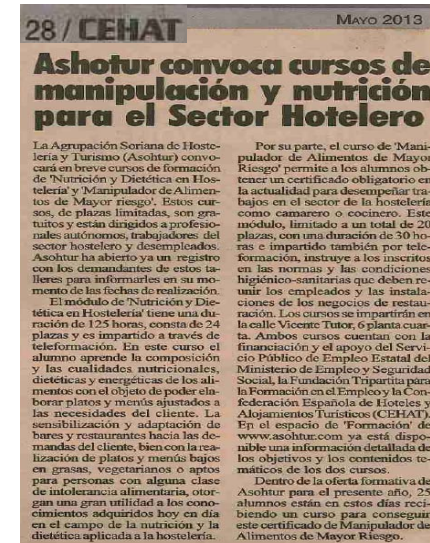 28 / CEHAT
MAYO 2013
Ashotur convoca cursos de
manipulación y nutrición
para el Sector Hotelero
La Agrupación Soriana de Hoste-
lería y Turismo (Asohtur) convo-
cará en breve cursos de formación
de 'Nutrición y Dietética en Hos-
telería' y 'Manipulador de Alimen-
tos de Mayor riesgo'. Estos cur-
sos, de plazas limitadas, son gra-
tuitos y están dirigidos a profesio-
nales autónomos, trabajadores del
sector hostelero y desempleados.
Asohtur ha abierto ya un registro
con los demandantes de estos ta-
lleres para informarles en su mo-
mento de las fechas de realización.
El módulo de 'Nutrición y Die-
tética en Hostelería' tiene una du-
ración de 125 horas, consta de 24
plazas y es impartido a través de
teleformación. En este curso el
alumno aprende la composición
y las cualidades nutricionales,
dietéticas y energéticas de los ali-
mentos con el objeto de poder ela-
borar platos y menús ajustados a
las necesidades del cliente. La
sensibilización y adaptación de
bares y restaurantes hacia las de-
mandas del cliente, bien con la rea-
lización de platos y menús bajos
en grasas, vegetarianos o aptos
para personas con alguna clase
de intolerancia alimentaria, otor-
gan una gran utilidad a los cono-
cimientos adquiridos hoy en día
en el campo de la nutrición y la
dietética aplicada a la hostelería.
Por su parte, el curso de 'Mani-
pulador de Alimentos de Mayor
Riesgo' permite a los alumnos ob-
tener un certificado obligatorio en
la actualidad para desempeñar tra-
bajos en el sector de la hostelería
como camarero o cocinero. Este
módulo, limitado a un total de 20
plazas, con una duración de 30 ho-
ras e impartido también por tele-
formación, instruye a los inscritos
en las normas y las condiciones
higiénico-sanitarias que deben re-
unir los empleados y las instala-
ciones de los negocios de restau-
ración. Los cursos se impartirán en
la calle Vicente Tutor, 6 planta cuar-
ta. Ambos cursos cuentan con la
financiación y el apoyo del Servi-
cio Público de Empleo Estatal del
Ministerio de Empleo y Seguridad
Social, la Fundación Tripartita para
la Formación en el Empleo y la Con-
federación Española de Hoteles y
Alojamientos Turísticos (CEHAT).
En el espacio de 'Formación' de
www.asohtur.com ya está dispo-
nible una información detallada de
los objetivos y los contenidos te-
máticos de los dos cursos.
Dentro de la oferta formativa de
Asohtur para el presente año, 25
alumnos están en estos días reci-
biendo un curso para conseguir
este certificado de Manipulador de
Alimentos de Mayor Riesgo.